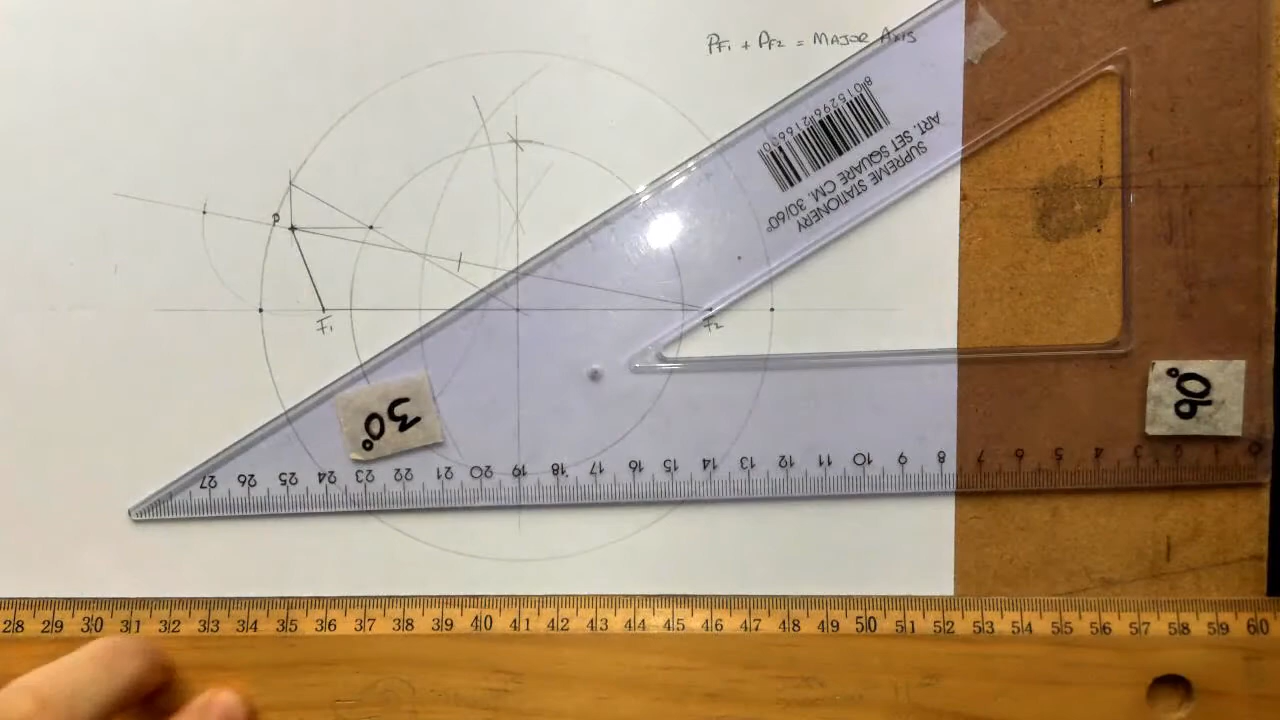 PF1 + PF2 = MAJOR AXIS
8015296216670
SUPREME STATIONERY
ART. SET SQUARE CM. 30/60°
P
F1
F2
30°
90°
27 26 25 24 23 22 21 20 19 18 17 16 15 14 13 12 11 10 9 8 7 6 5 4 3 2 1 0
28 29 30 31 32 33 34 35 36 37 38 39 40 41 42 43 44 45 46 47 48 49 50 51 52 53 54 55 56 57 58 59 60